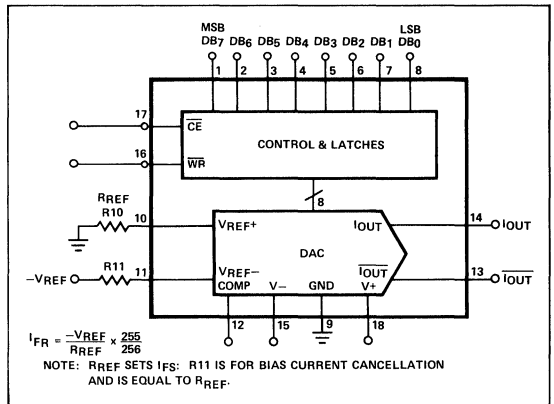 MSB LSB
DB7 DB6 DB5 DB4 DB3 DB2 DB1 DB0
1 2 3 4 5 6 7 8
17 CE
CONTROL & LATCHES
16 WR
8
RREF
R10
10 VREF+ IOUT 14 IOUT
DAC
-VREF R11 11 VREF- IOUT 13 IOUT
COMP V- GND V+
12 15 9 18
IFR = -VREF/RREF x 255/256
NOTE: RREF SETS IFS: R11 IS FOR BIAS CURRENT CANCELLATION
AND IS EQUAL TO RREF.